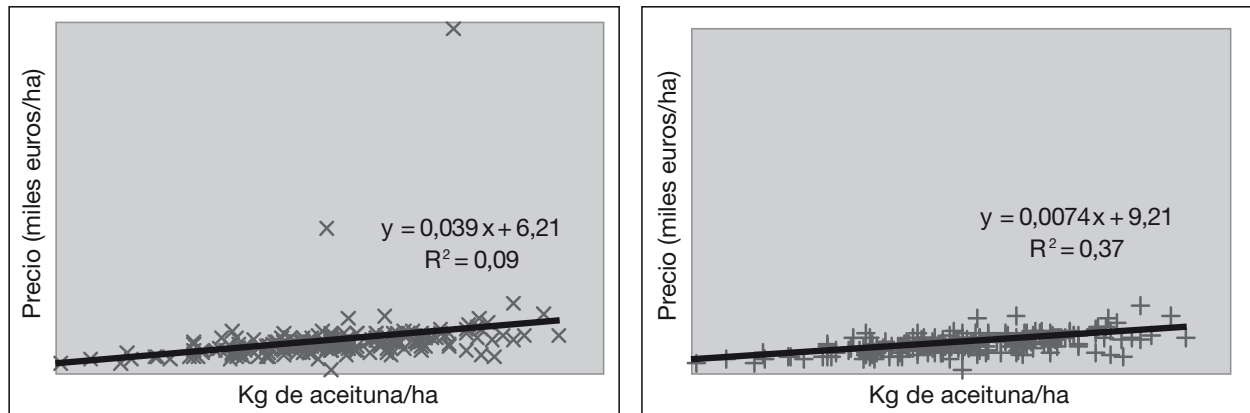 Precio (miles euros/ha)
y = 0,039 x + 6,21
R² = 0,09
Kg de aceituna/ha
Precio (miles euros/ha)
y = 0,0074 x + 9,21
R² = 0,37
Kg de aceituna/ha